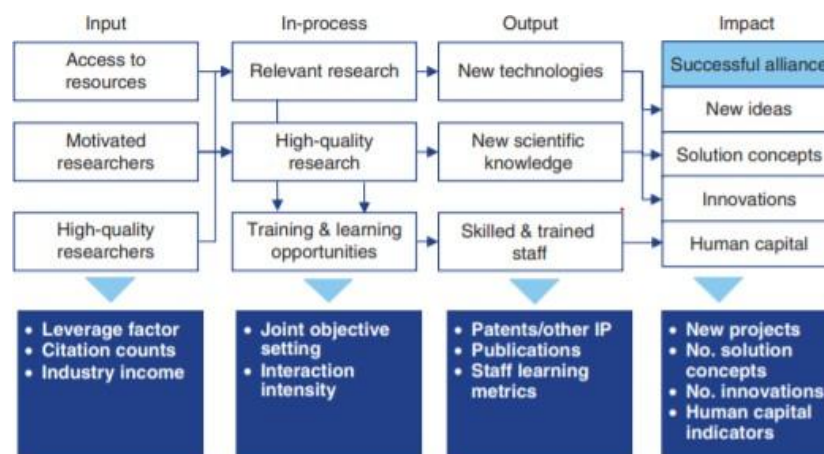 Input
In-process
Output
Impact
Access to
resources
Relevant research
New technologies
Successful alliance
New ideas
Motivated
researchers
High-quality
research
New scientific
knowledge
Solution concepts
Innovations
High-quality
researchers
Training & learning
opportunities
Skilled & trained
staff
Human capital
• Leverage factor
• Citation counts
• Industry income
• Joint objective
setting
• Interaction
intensity
• Patents/other IP
• Publications
• Staff learning
metrics
• New projects
• No. solution
concepts
• No. innovations
• Human capital
indicators